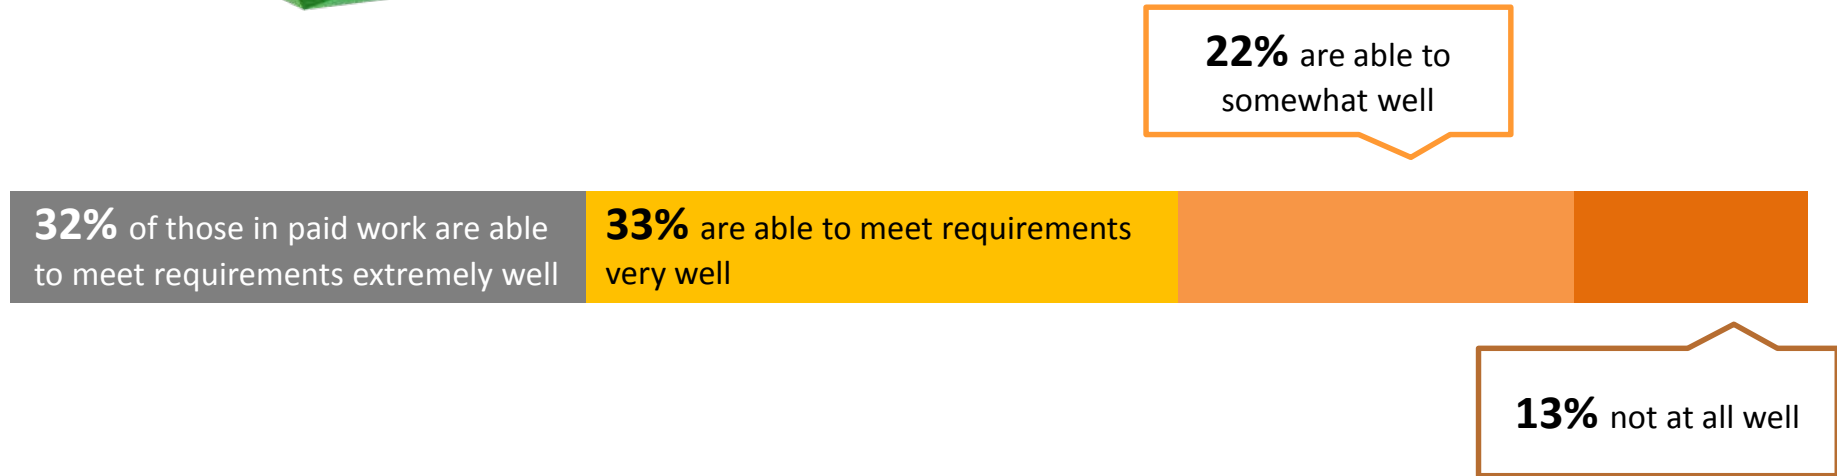 22% are able to
somewhat well
32% of those in paid work are able
to meet requirements extremely well
33% are able to meet requirements
very well
13% not at all well